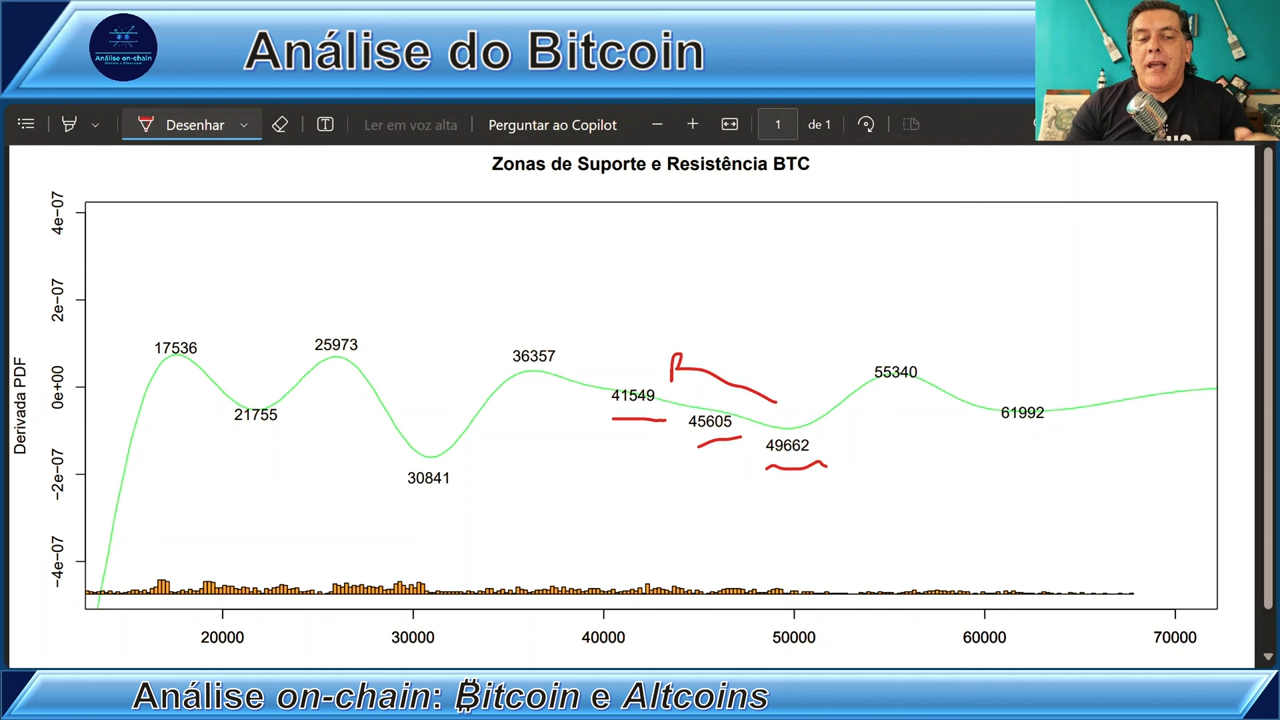 Análise do Bitcoin
Análise on-chain
Desenhar
Ler em voz alta
Perguntar ao Copilot
1
de 1
Zonas de Suporte e Resistência BTC
Derivada PDF
4e-07
2e-07
0e+00
-2e-07
-4e-07
17536
25973
36357
55340
21755
41549
45605
61992
49662
30841
R
20000 30000 40000 50000 60000 70000
Análise on-chain: ₿itcoin e Altcoins